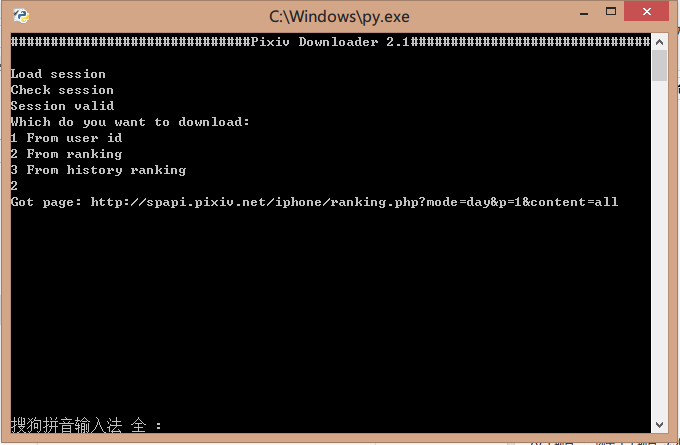 C:\Windows\py.exe
##############################Pixiv Downloader 2.1##############################
Load session
Check session
Session valid
Which do you want to download:
1 From user id
2 From ranking
3 From history ranking
2
Got page: http://spapi.pixiv.net/iphone/ranking.php?mode=day&p=1&content=all
搜狗拼音输入法 全 :